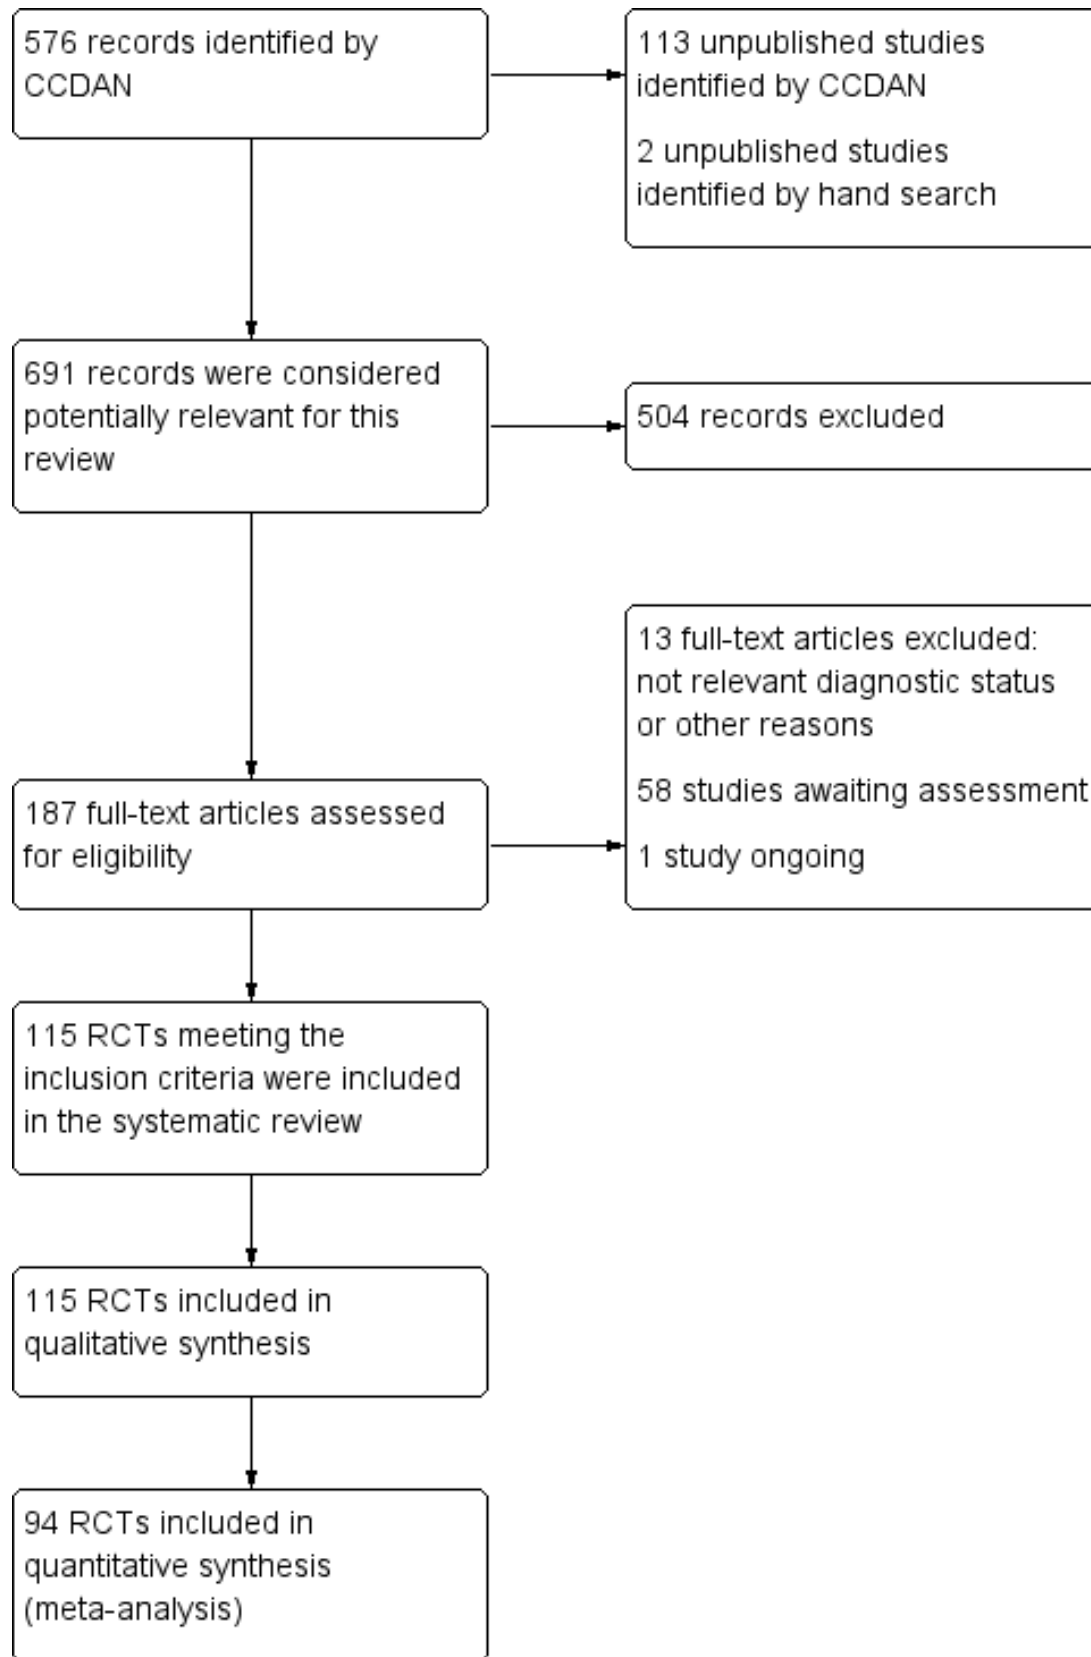 576 records identified by
CCDAN
113 unpublished studies
identified by CCDAN
2 unpublished studies
identified by hand search
691 records were considered
potentially relevant for this
review
504 records excluded
13 full-text articles excluded:
not relevant diagnostic status
or other reasons
58 studies awaiting assessment
1 study ongoing
187 full-text articles assessed
for eligibility
115 RCTs meeting the
inclusion criteria were included
in the systematic review
115 RCTs included in
qualitative synthesis
94 RCTs included in
quantitative synthesis
(meta-analysis)